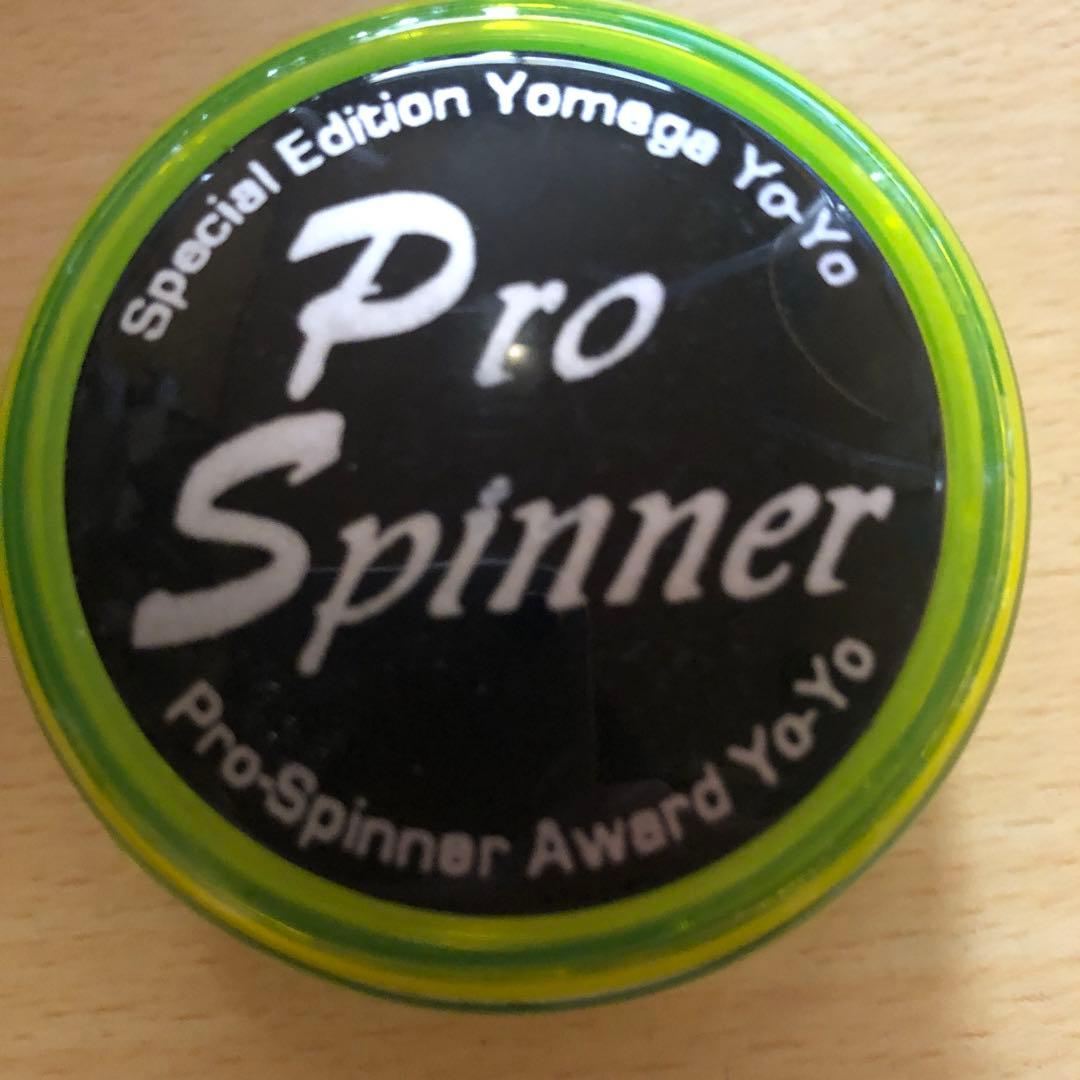 Special Edition Yomega Yo-Yo
Pro
Spinner
Pro-Spinner Award Yo-Yo